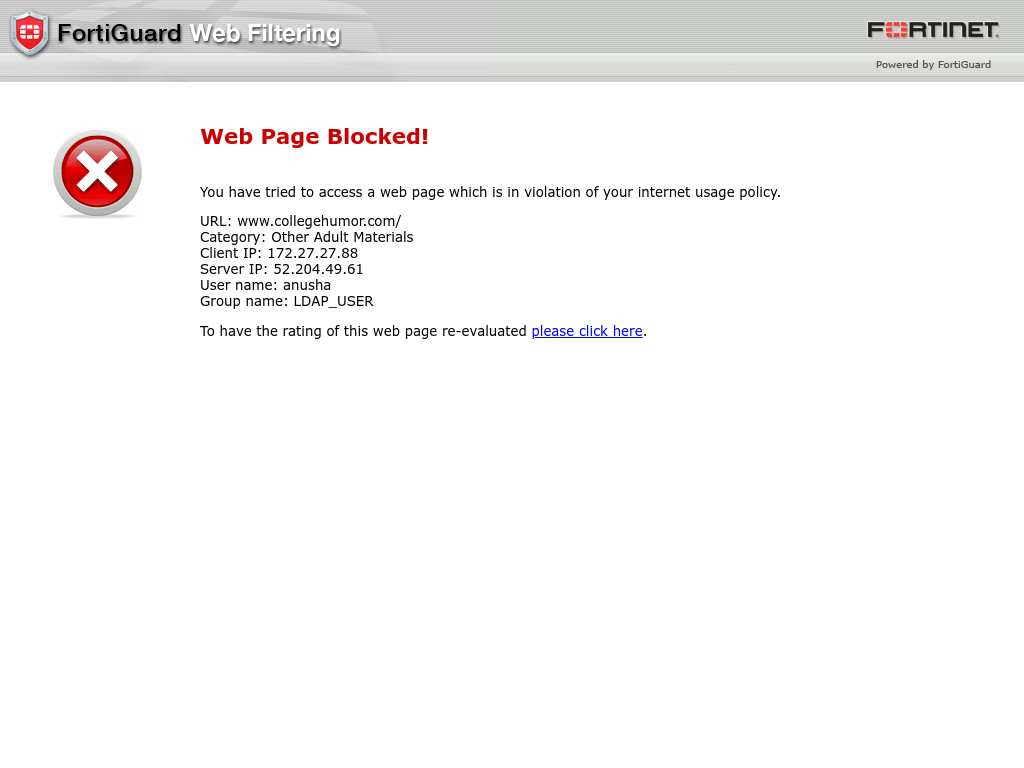 FortiGuard Web Filtering
FORTINET
Powered by FortiGuard
Web Page Blocked!
You have tried to access a web page which is in violation of your internet usage policy.
URL: www.collegehumor.com/
Category: Other Adult Materials
Client IP: 172.27.27.88
Server IP: 52.204.49.61
User name: anusha
Group name: LDAP_USER
To have the rating of this web page re-evaluated please click here.